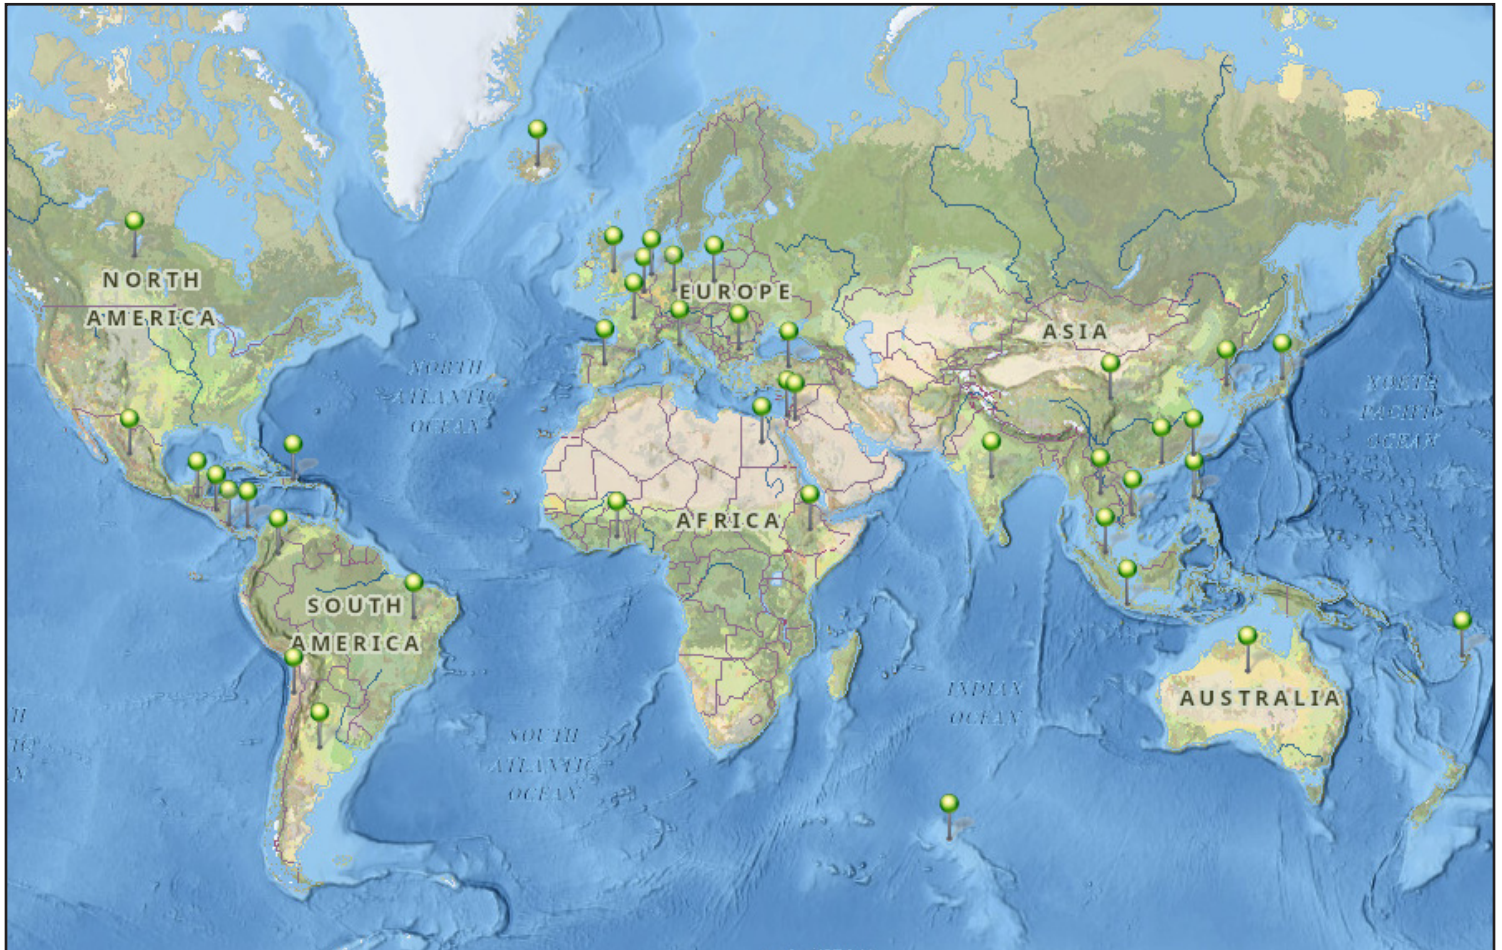 NORTH
AMERICA
EUROPE
ASIA
NORTH
ATLANTIC
OCEAN
NORTH
PACIFIC
OCEAN
AFRICA
SOUTH
AMERICA
INDIAN
OCEAN
AUSTRALIA
SOUTH
ATLANTIC
OCEAN